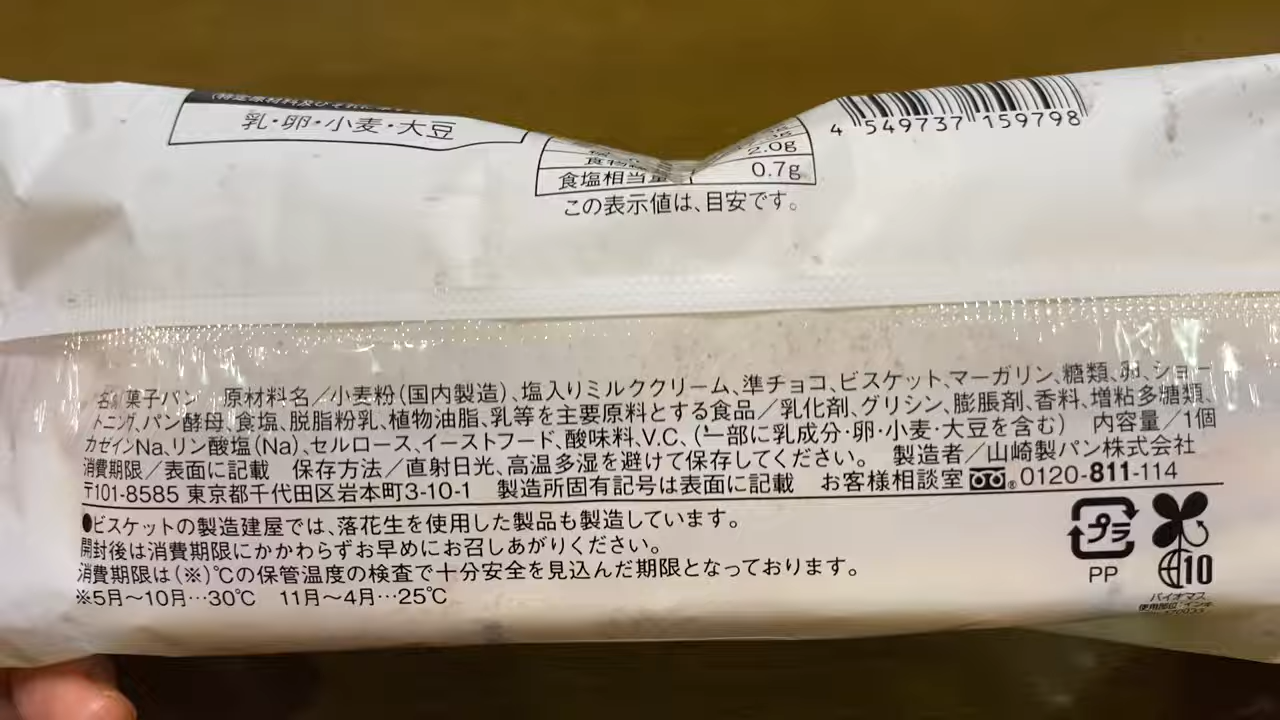 乳・卵・小麦・大豆
2.0g
食塩相当量 0.7g
この表示値は、目安です。
4 549737 159798
名称 菓子パン 原材料名/小麦粉(国内製造)、塩入りミルククリーム、準チョコ、ビスケット、マーガリン、糖類、卵、ショー
トニング、パン酵母、食塩、脱脂粉乳、植物油脂、乳等を主要原料とする食品/乳化剤、グリシン、膨脹剤、香料、増粘多糖類、
カゼインNa、リン酸塩(Na)、セルロース、イーストフード、酸味料、V.C、(一部に乳成分・卵・小麦・大豆を含む) 内容量/1個
消費期限/表面に記載 保存方法/直射日光、高温多湿を避けて保存してください。 製造者/山崎製パン株式会社
〒101-8585 東京都千代田区岩本町3-10-1 製造所固有記号は表面に記載 お客様相談室 ® 0120-811-114
●ビスケットの製造建屋では、落花生を使用した製品も製造しています。
開封後は消費期限にかかわらずお早めにお召しあがりください。
消費期限は(※)℃の保管温度の検査で十分安全を見込んだ期限となっております。
※5月〜10月…30℃ 11月〜4月…25℃
プラ
PP
10
バイオマス